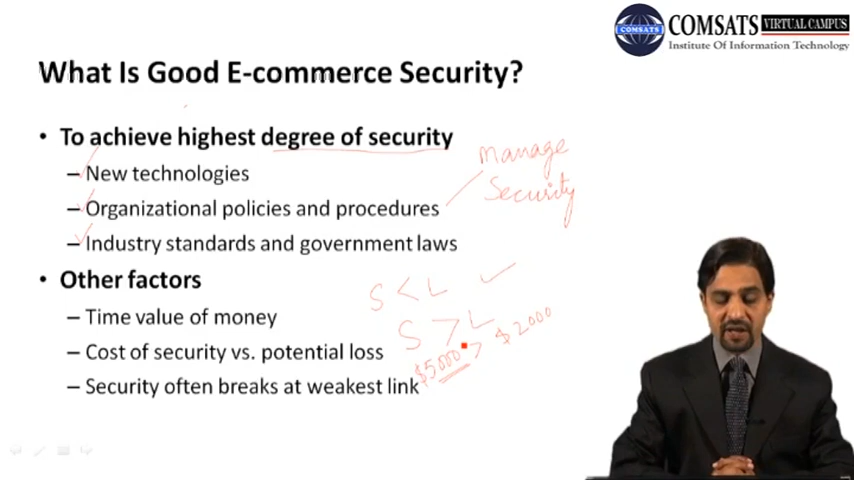 COMSATS VIRTUAL CAMPUS
COMSATS
Institute Of Information Technology
What Is Good E-commerce Security?
• To achieve highest degree of security
– New technologies
– Organizational policies and procedures
– Industry standards and government laws
manage
Security
• Other factors
– Time value of money
– Cost of security vs. potential loss
– Security often breaks at weakest link
S < L ✓
S > L
$5000 > $2000